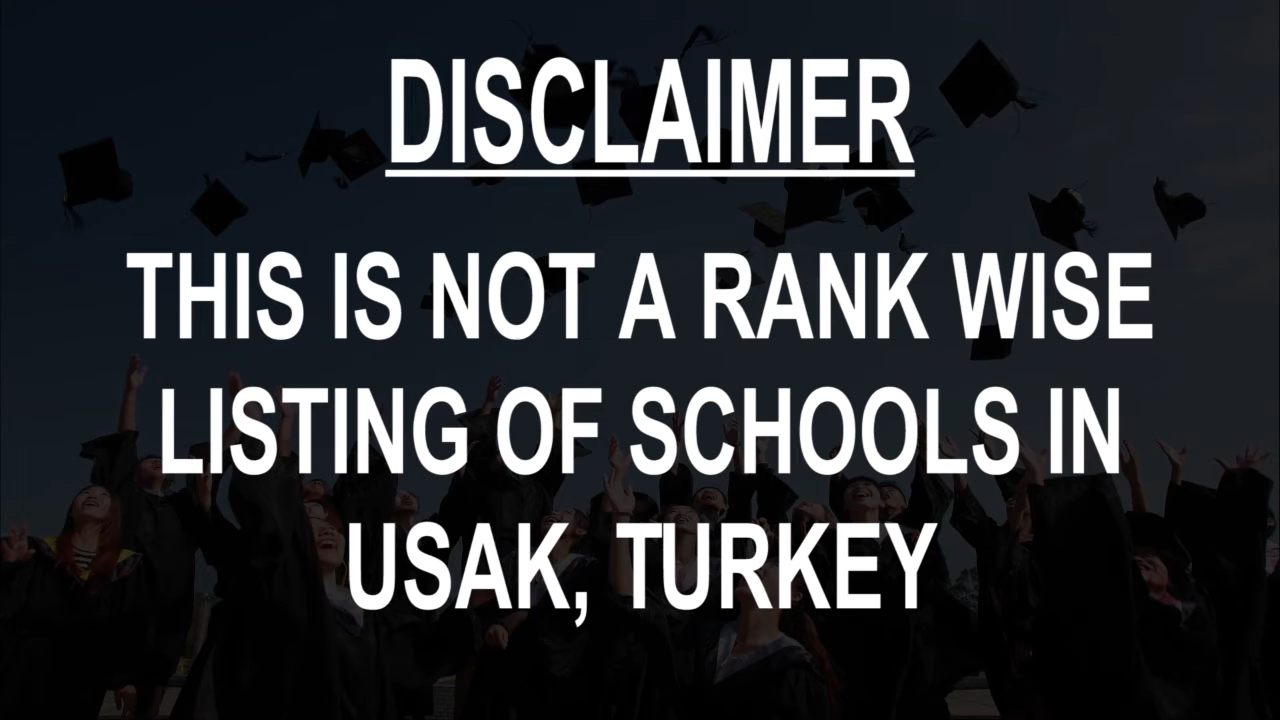 DISCLAIMER
THIS IS NOT A RANK WISE
LISTING OF SCHOOLS IN
USAK, TURKEY